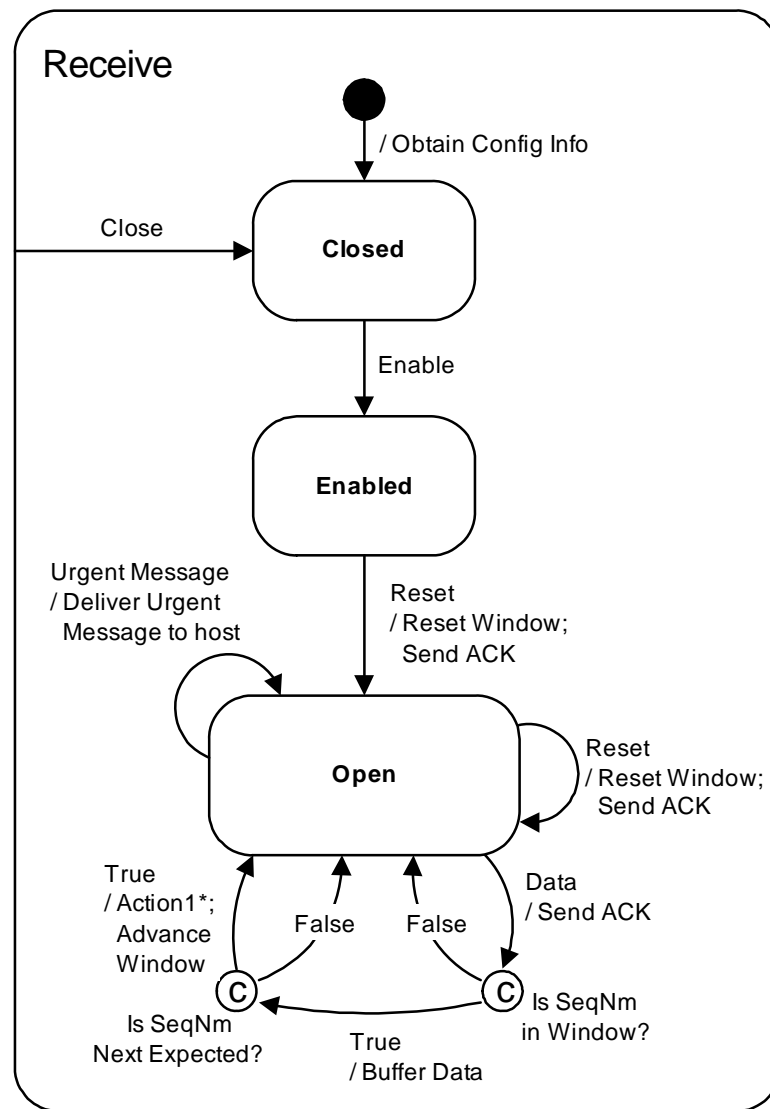 Receive
/ Obtain Config Info
Close
Closed
Enable
Enabled
Urgent Message
/ Deliver Urgent
Message to host
Reset
/ Reset Window;
Send ACK
Open
Reset
/ Reset Window;
Send ACK
True
/ Action1*;
Advance
Window
False
False
Data
/ Send ACK
C
C
Is SeqNm
Next Expected?
Is SeqNm
in Window?
True
/ Buffer Data